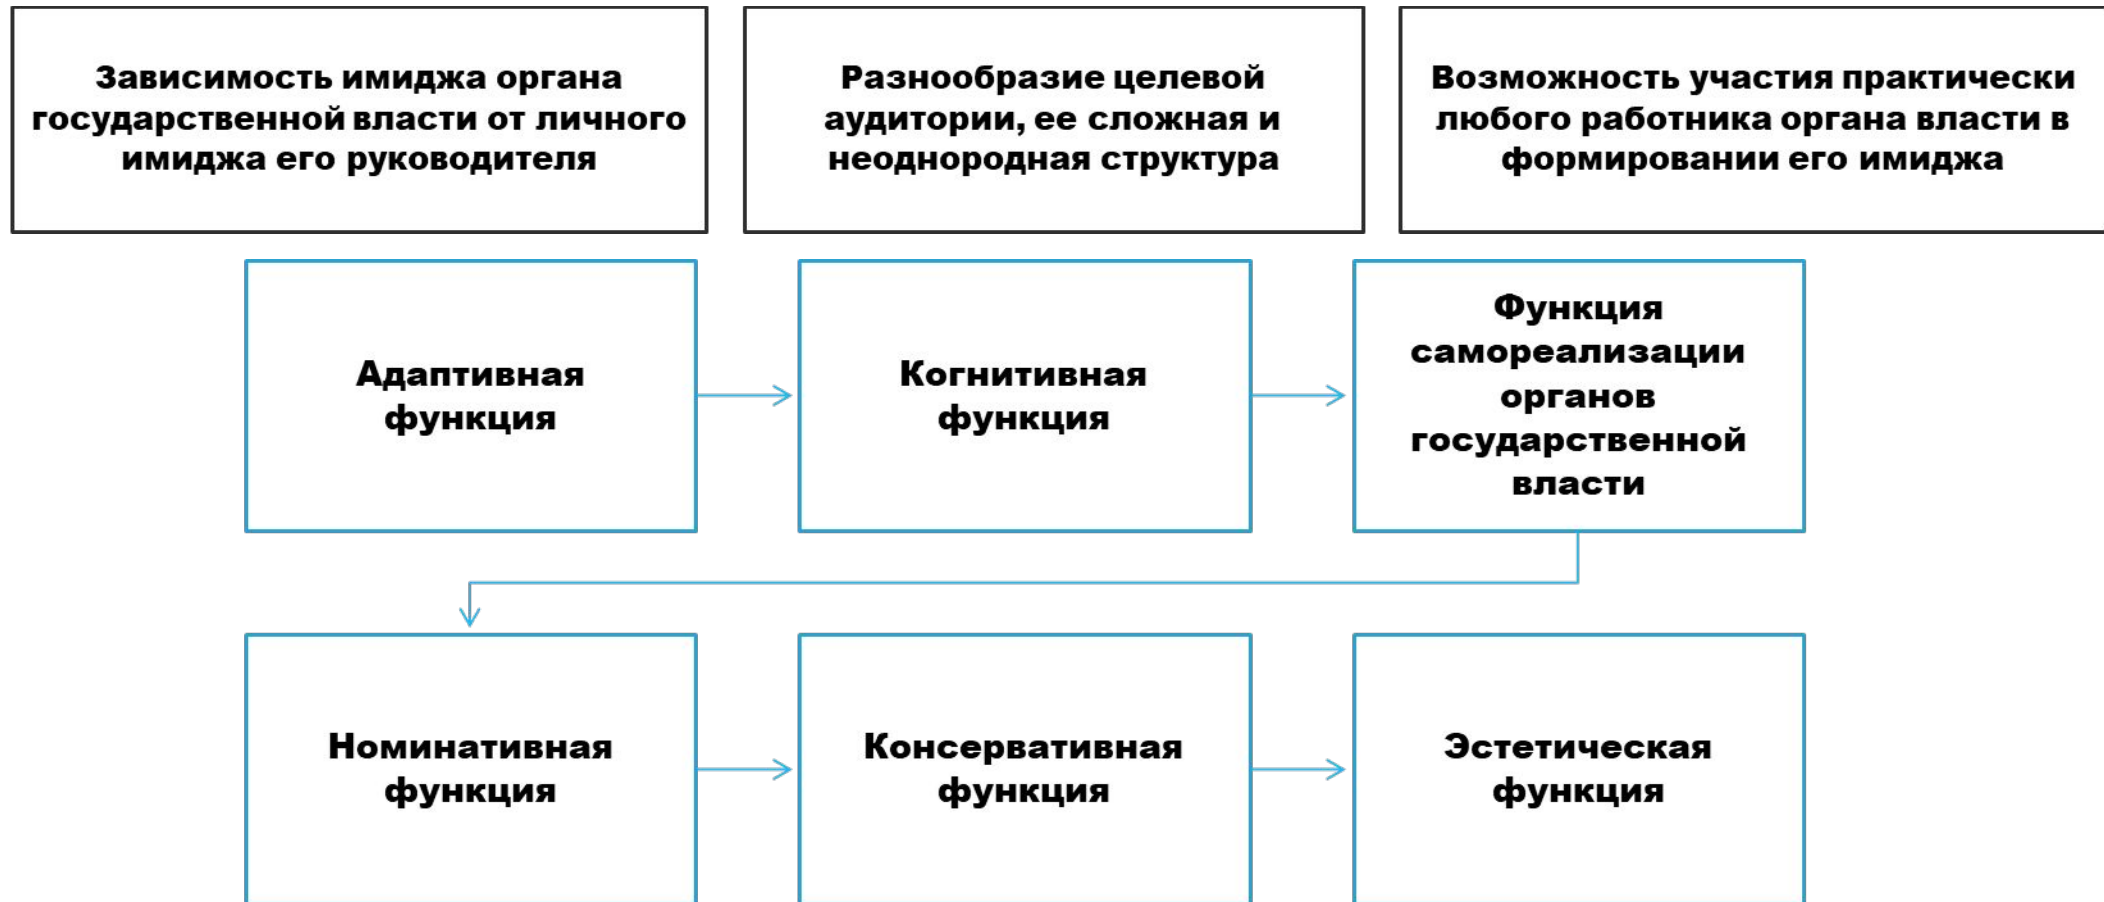 Зависимость имиджа органа
государственной власти от личного
имиджа его руководителя
Разнообразие целевой
аудитории, ее сложная и
неоднородная структура
Возможность участия практически
любого работника органа власти в
формировании его имиджа
Адаптивная
функция
Когнитивная
функция
Функция
самореализации
органов
государственной
власти
Номинативная
функция
Консервативная
функция
Эстетическая
функция